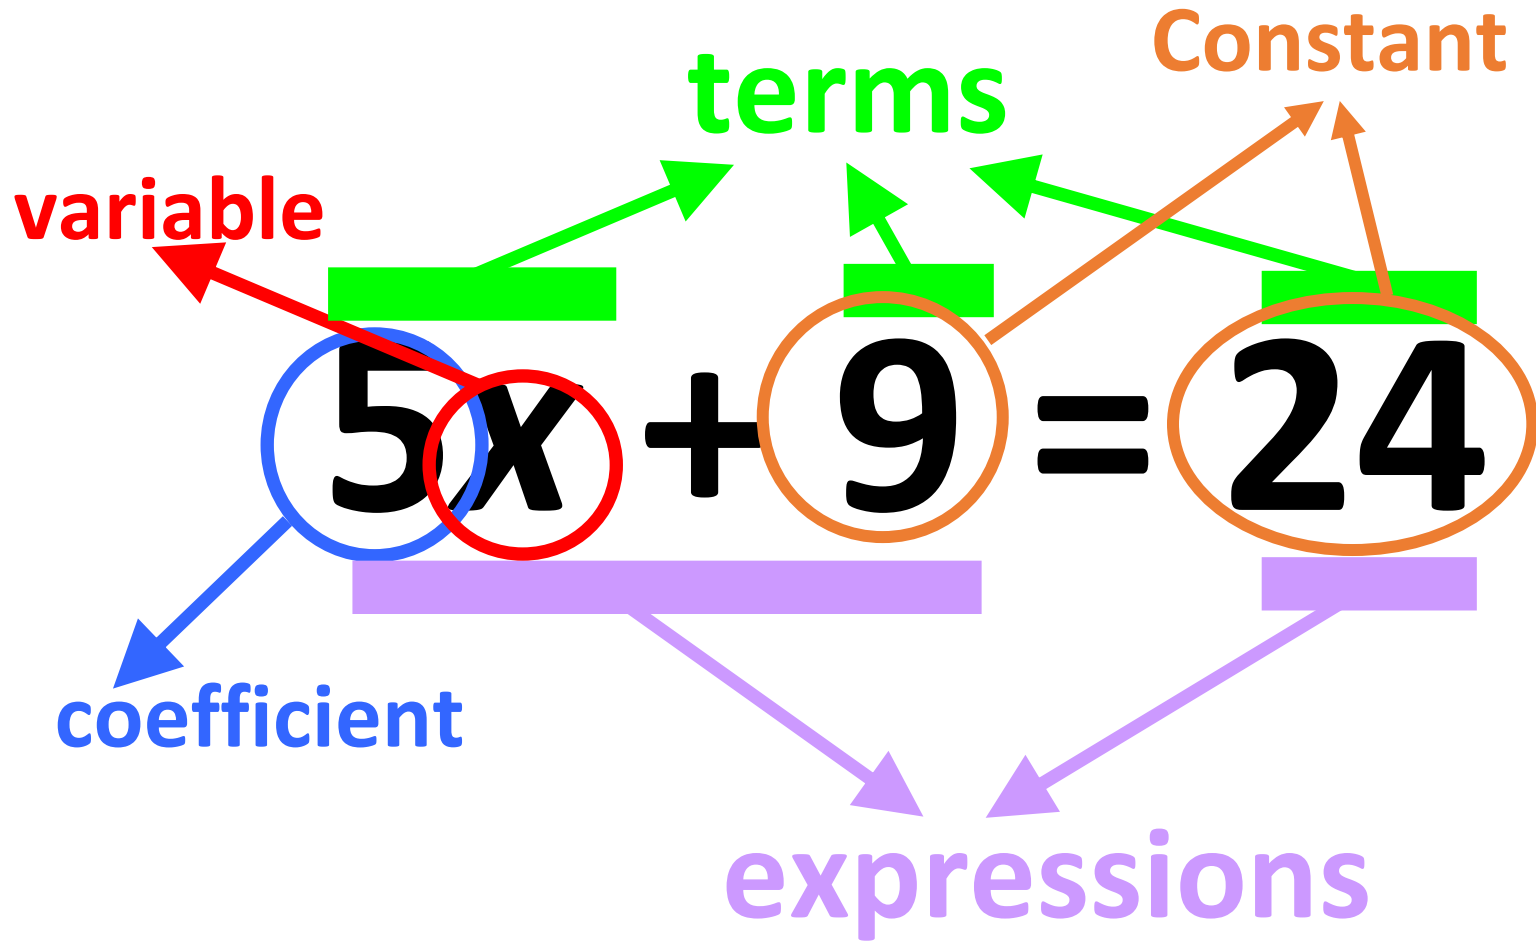 Constant
terms
variable
5x + 9 = 24
coefficient
expressions